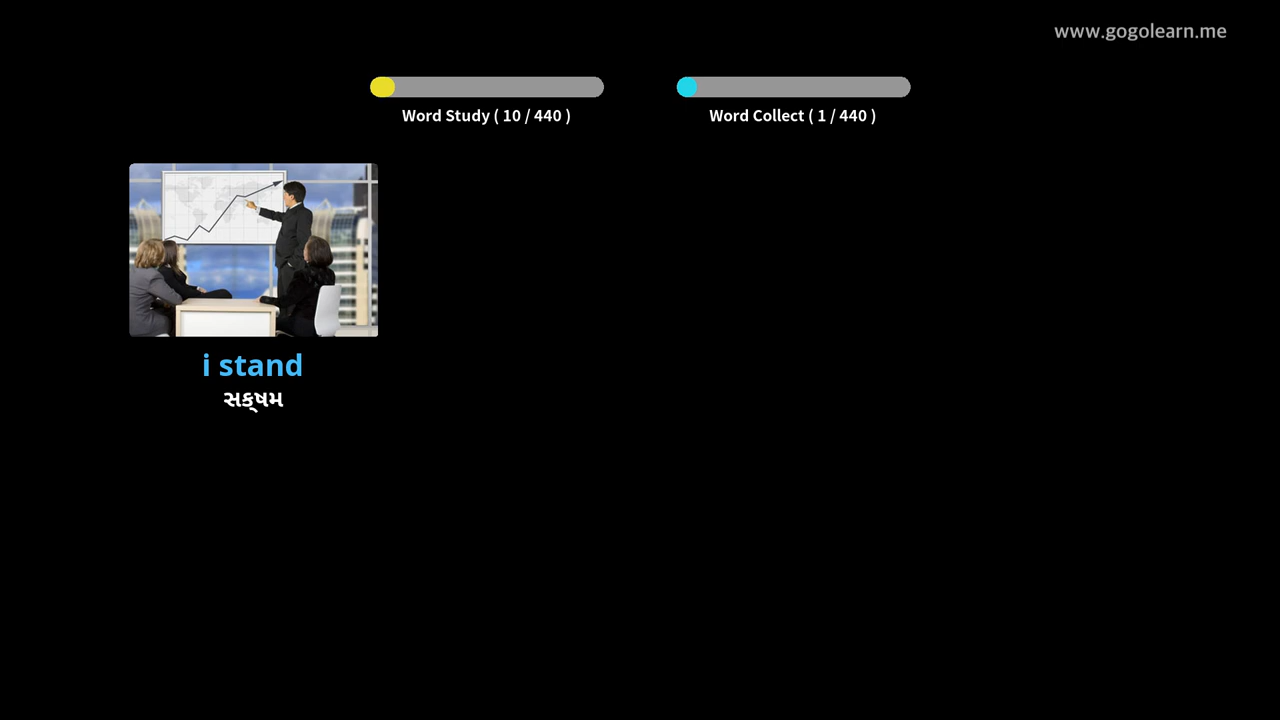 www.gogolearn.me
Word Study ( 10 / 440 )
Word Collect ( 1 / 440 )
i stand
સક્ષમ